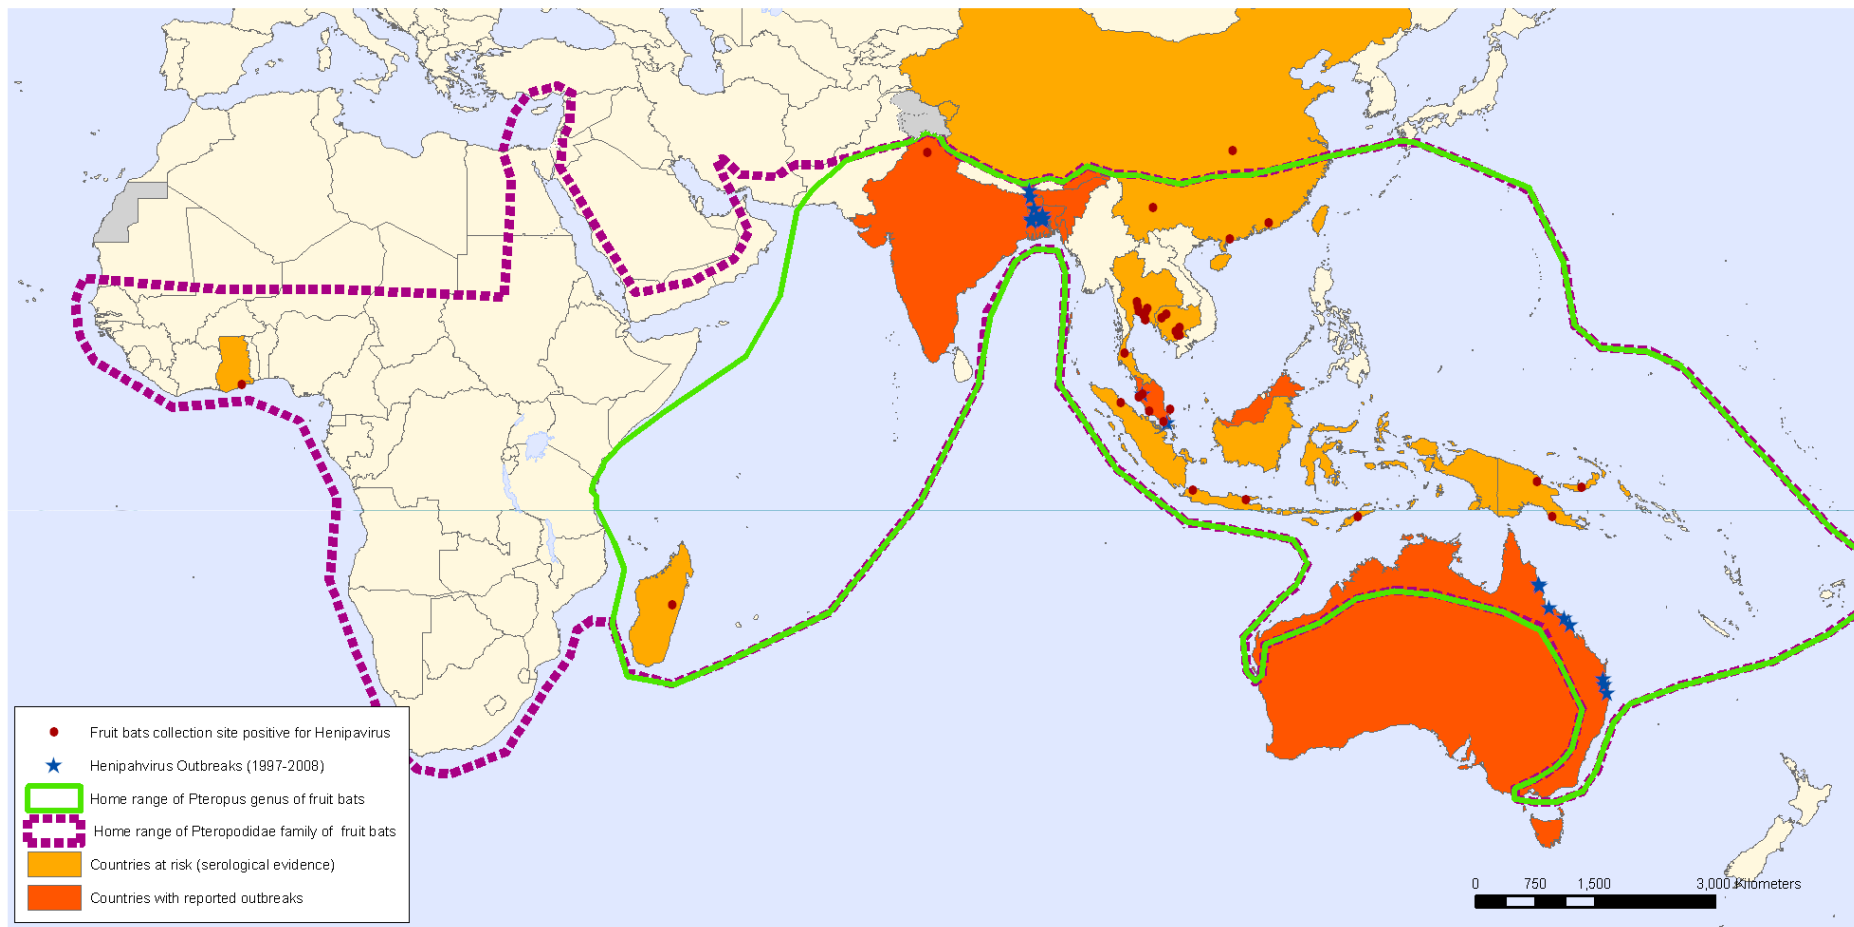 Fruit bats collection site positive for Henipavirus
Henipahvirus Outbreaks (1997-2008)
Home range of Pteropus genus of fruit bats
Home range of Pteropodidae family of fruit bats
Countries at risk (serological evidence)
Countries with reported outbreaks
0 750 1,500 3,000 Kilometers